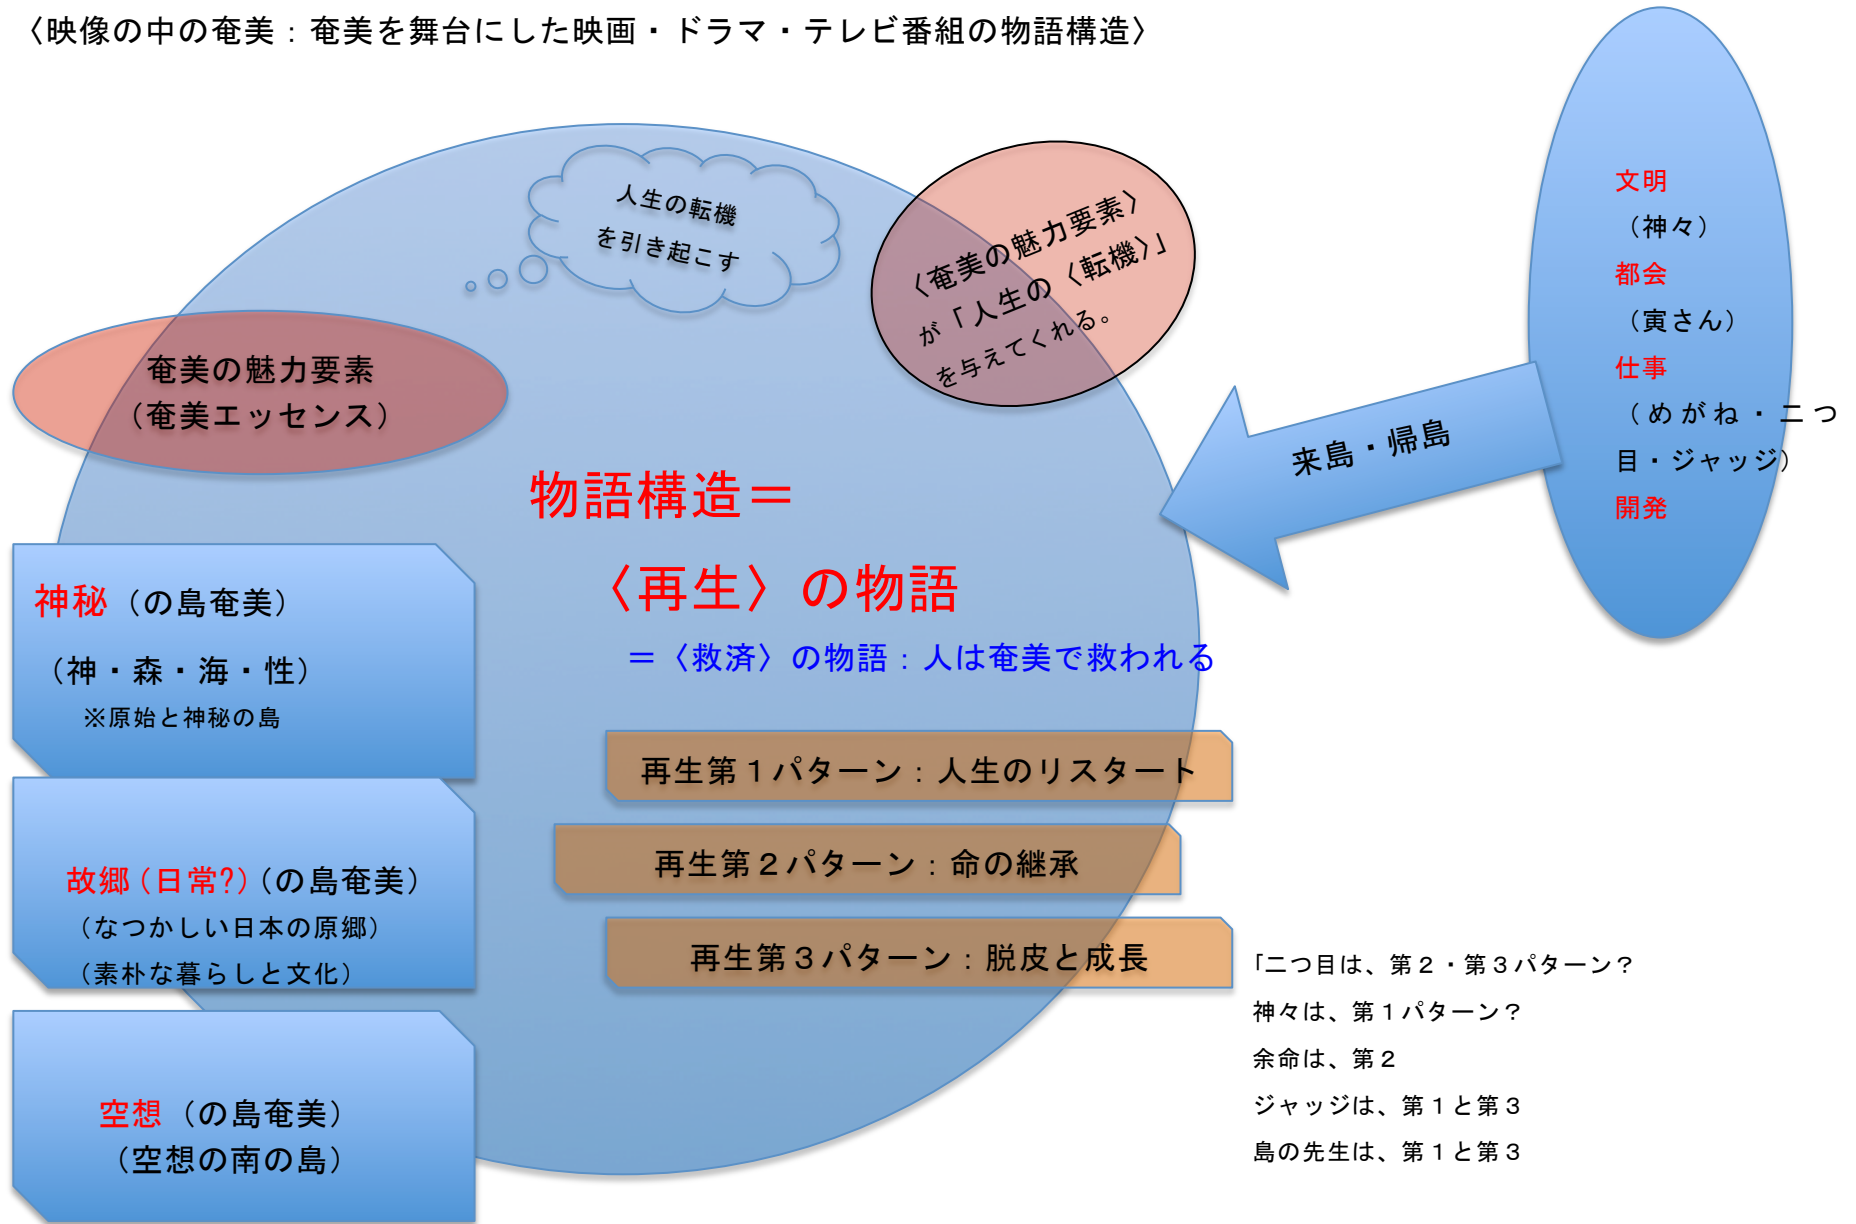 〈映像の中の奄美：奄美を舞台にした映画・ドラマ・テレビ番組の物語構造〉
人生の転機
を引き起こす
〈奄美の魅力要素〉
が「人生の〈転機〉」
を与えてくれる。
奄美の魅力要素
（奄美エッセンス）
文明
（神々）
都会
（寅さん）
仕事
（めがね・二つ
目・ジャッジ）
開発
来島・帰島
物語構造＝
〈再生〉の物語
＝〈救済〉の物語：人は奄美で救われる
神秘（の島奄美）
（神・森・海・性）
※原始と神秘の島
故郷(日常?)(の島奄美）
（なつかしい日本の原郷）
（素朴な暮らしと文化）
空想（の島奄美）
（空想の南の島）
再生第１パターン：人生のリスタート
再生第２パターン：命の継承
再生第３パターン：脱皮と成長
「二つ目は、第２・第３パターン？
神々は、第１パターン？
余命は、第２
ジャッジは、第１と第３
島の先生は、第１と第３